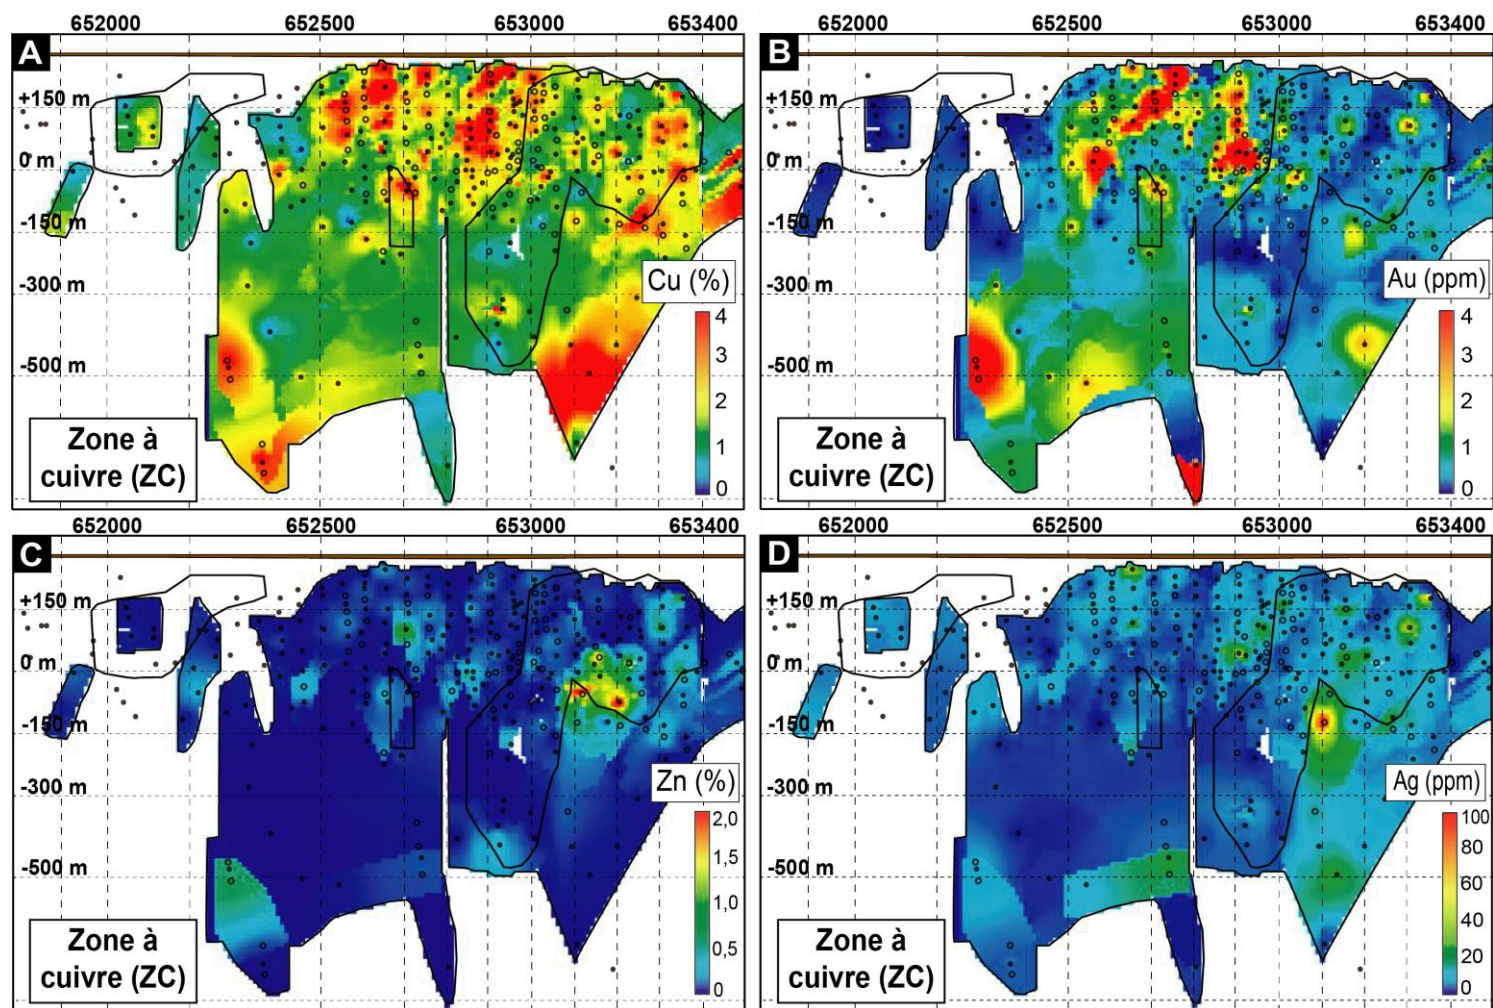 652000 652500 653000 653400
A
+150 m
0 m
-150 m
-300 m
-500 m
Cu (%)
4
3
2
1
0
Zone à
cuivre (ZC)
652000 652500 653000 653400
B
+150 m
0 m
-150 m
-300 m
-500 m
Au (ppm)
4
3
2
1
0
Zone à
cuivre (ZC)
652000 652500 653000 653400
C
+150 m
0 m
-150 m
-300 m
-500 m
Zn (%)
2,0
1,5
1,0
0,5
0
Zone à
cuivre (ZC)
652000 652500 653000 653400
D
+150 m
0 m
-150 m
-300 m
-500 m
Ag (ppm)
100
80
60
40
20
0
Zone à
cuivre (ZC)